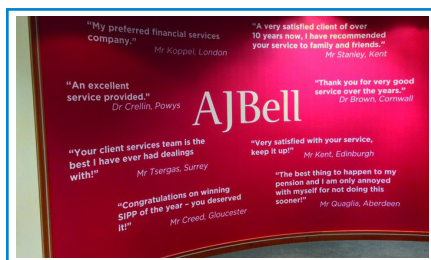 "My preferred financial services
company."
Mr Koppel, London
"A very satisfied client of over
10 years now, I have recommended
your service to family and friends."
Mr Stanley, Kent
"An excellent
service provided."
Dr Crellin, Powys
"Thank you for very good
service over the years."
Dr Brown, Cornwall
AJBell
"Your client services team is the
best I have ever had dealings
with!"
Mr Tsergas, Surrey
"Very satisfied with your service,
keep it up!"
Mr Kent, Edinburgh
"Congratulations on winning
SIPP of the year – you deserved
it!"
Mr Creed, Gloucester
"The best thing to happen to my
pension and I am only annoyed
with myself for not doing this
sooner!"
Mr Quaglia, Aberdeen